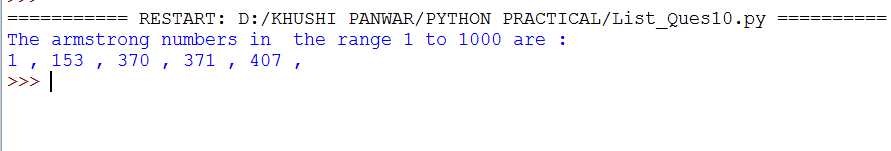 =========== RESTART: D:/KHUSHI PANWAR/PYTHON PRACTICAL/List_Ques10.py ==========
The armstrong numbers in  the range 1 to 1000 are :
1 , 153 , 370 , 371 , 407 ,
>>>